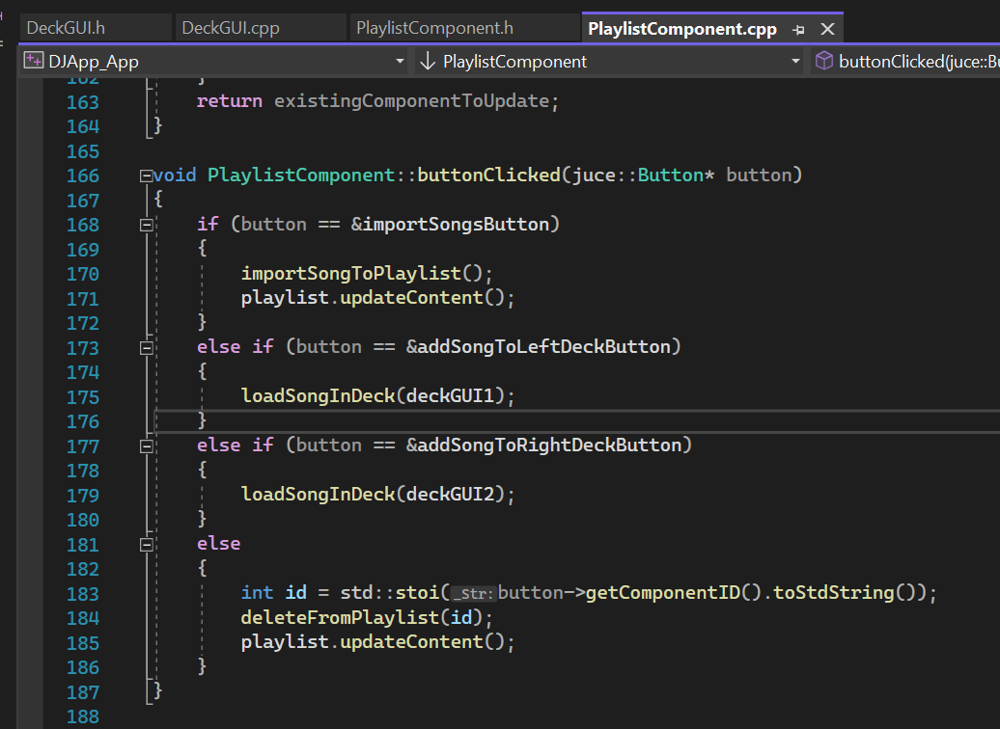 DeckGUI.h DeckGUI.cpp PlaylistComponent.h PlaylistComponent.cpp
DJApp_App PlaylistComponent buttonClicked(juce::Bu
162 }
163 return existingComponentToUpdate;
164 }
165
166 void PlaylistComponent::buttonClicked(juce::Button* button)
167 {
168 if (button == &importSongsButton)
169 {
170 importSongToPlaylist();
171 playlist.updateContent();
172 }
173 else if (button == &addSongToLeftDeckButton)
174 {
175 loadSongInDeck(deckGUI1);
176 }
177 else if (button == &addSongToRightDeckButton)
178 {
179 loadSongInDeck(deckGUI2);
180 }
181 else
182 {
183 int id = std::stoi(_Str:button->getComponentID().toStdString());
184 deleteFromPlaylist(id);
185 playlist.updateContent();
186 }
187 }
188